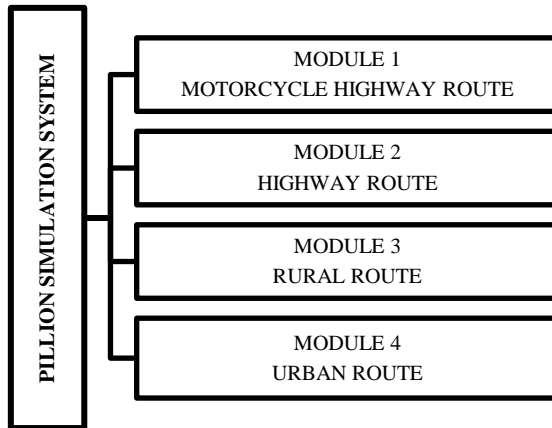 PILLION SIMULATION SYSTEM
MODULE 1
MOTORCYCLE HIGHWAY ROUTE
MODULE 2
HIGHWAY ROUTE
MODULE 3
RURAL ROUTE
MODULE 4
URBAN ROUTE